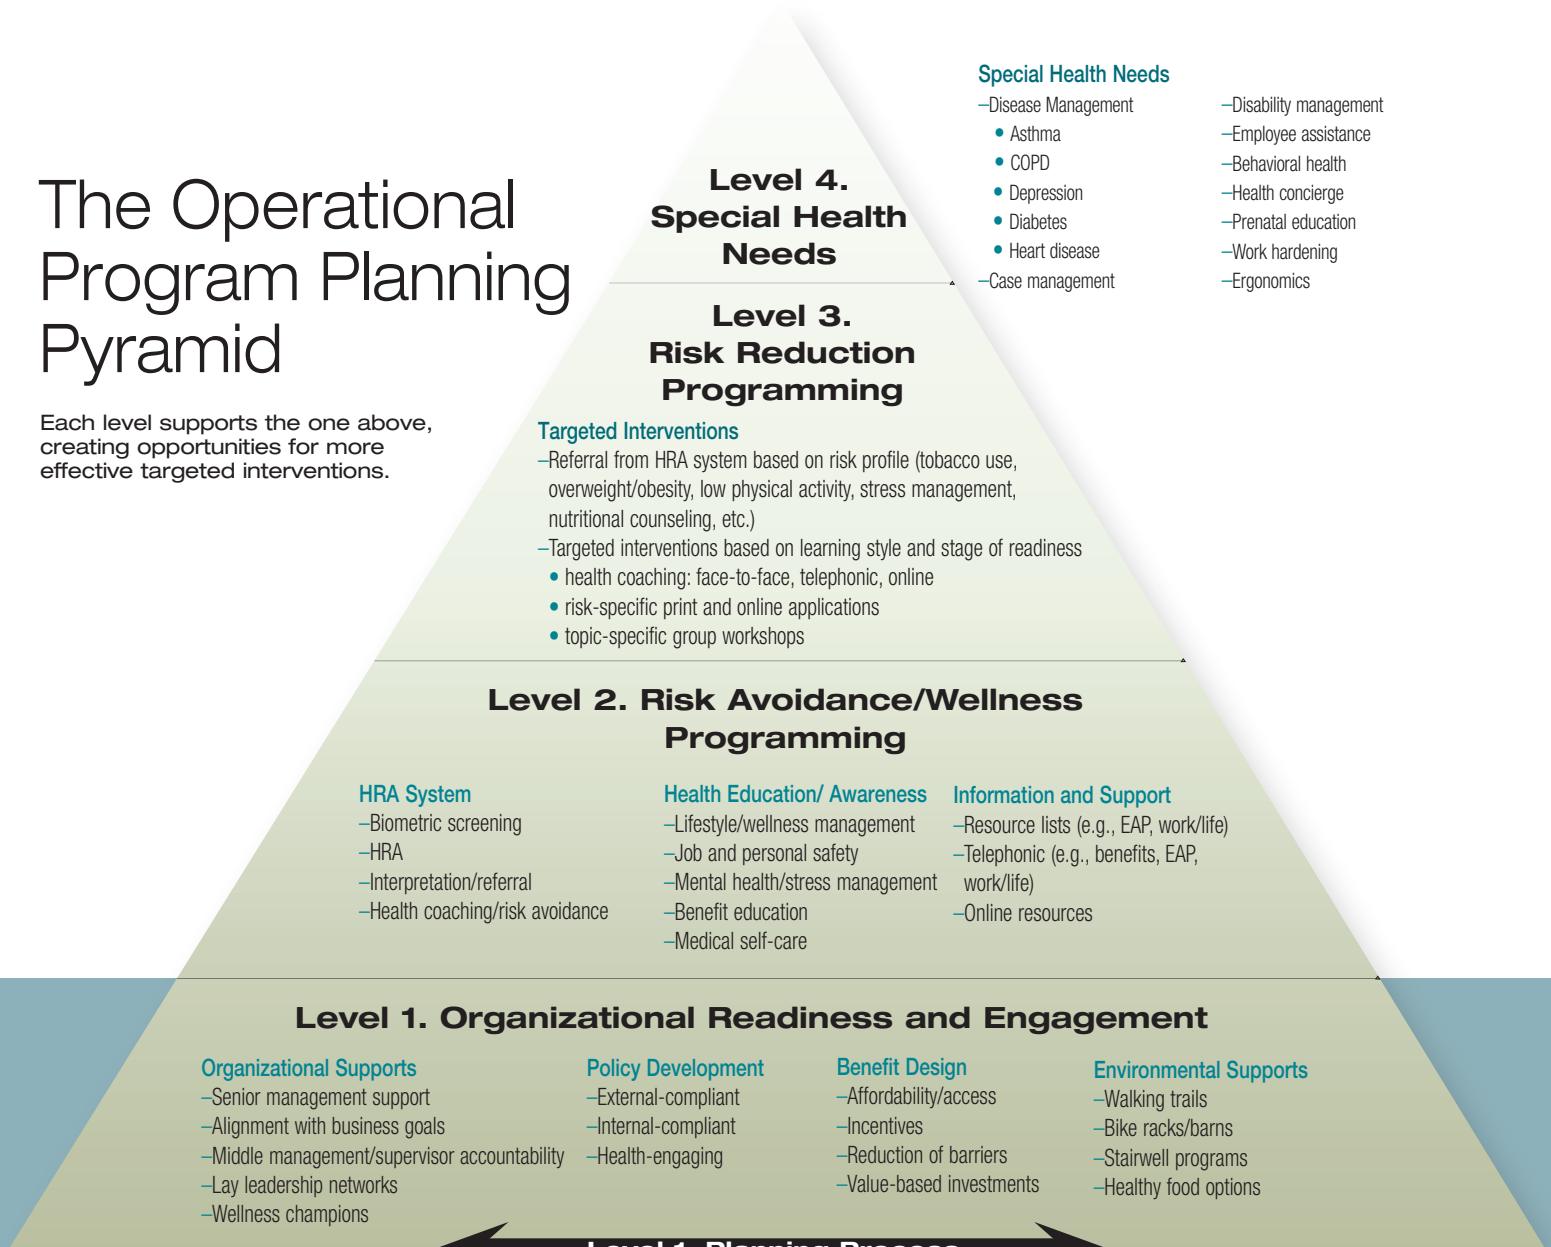 The Operational
Program Planning
Pyramid
Each level supports the one above,
creating opportunities for more
effective targeted interventions.
Level 4.
Special Health
Needs
Special Health Needs
–Disease Management
• Asthma
• COPD
• Depression
• Diabetes
• Heart disease
–Case management
–Disability management
–Employee assistance
–Behavioral health
–Health concierge
–Prenatal education
–Work hardening
–Ergonomics
Level 3.
Risk Reduction
Programming
Targeted Interventions
–Referral from HRA system based on risk profile (tobacco use,
overweight/obesity, low physical activity, stress management,
nutritional counseling, etc.)
–Targeted interventions based on learning style and stage of readiness
• health coaching: face-to-face, telephonic, online
• risk-specific print and online applications
• topic-specific group workshops
Level 2. Risk Avoidance/Wellness
Programming
HRA System
–Biometric screening
–HRA
–Interpretation/referral
–Health coaching/risk avoidance
Health Education/ Awareness
–Lifestyle/wellness management
–Job and personal safety
–Mental health/stress management
–Benefit education
–Medical self-care
Information and Support
–Resource lists (e.g., EAP, work/life)
–Telephonic (e.g., benefits, EAP,
work/life)
–Online resources
Level 1. Organizational Readiness and Engagement
Organizational Supports
–Senior management support
–Alignment with business goals
–Middle management/supervisor accountability
–Lay leadership networks
–Wellness champions
Policy Development
–External-compliant
–Internal-compliant
–Health-engaging
Benefit Design
–Affordability/access
–Incentives
–Reduction of barriers
–Value-based investments
Environmental Supports
–Walking trails
–Bike racks/barns
–Stairwell programs
–Healthy food options
Level 1. Planning Process